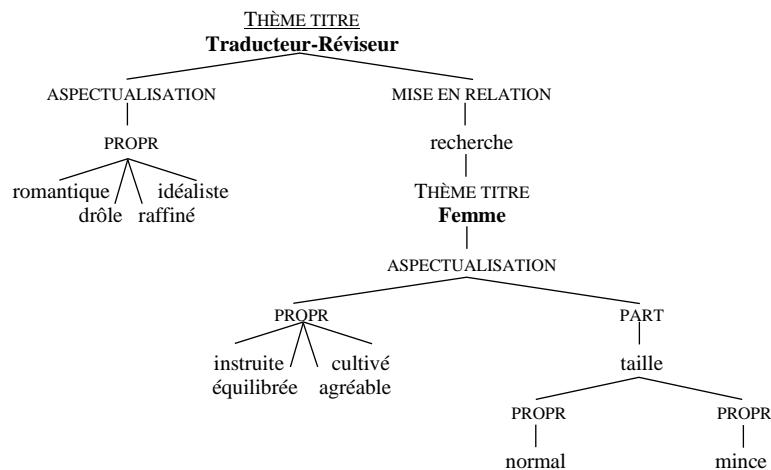 THÈME TITRE
Traducteur-Réviseur
ASPECTUALISATION MISE EN RELATION
PROPR recherche
romantique idéaliste THÈME TITRE
drôle raffiné Femme
ASPECTUALISATION
PROPR PART
instruite cultivé taille
équilibrée agréable
PROPR PROPR
normal mince